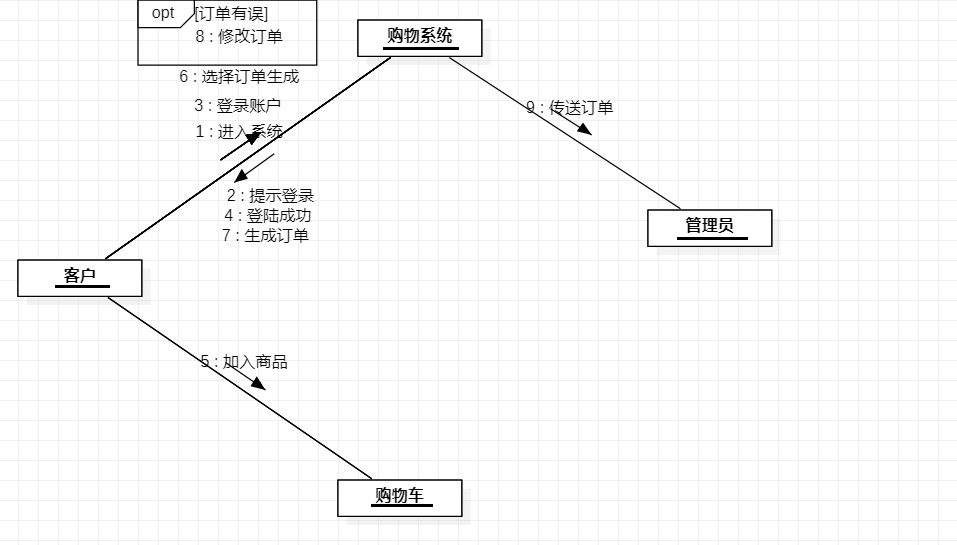 opt [订单有误]
8 : 修改订单
购物系统
6 : 选择订单生成
3 : 登录账户
9 : 传送订单
1 : 进入系统
2 : 提示登录
4 : 登陆成功
管理员
7 : 生成订单
客户
5 : 加入商品
购物车